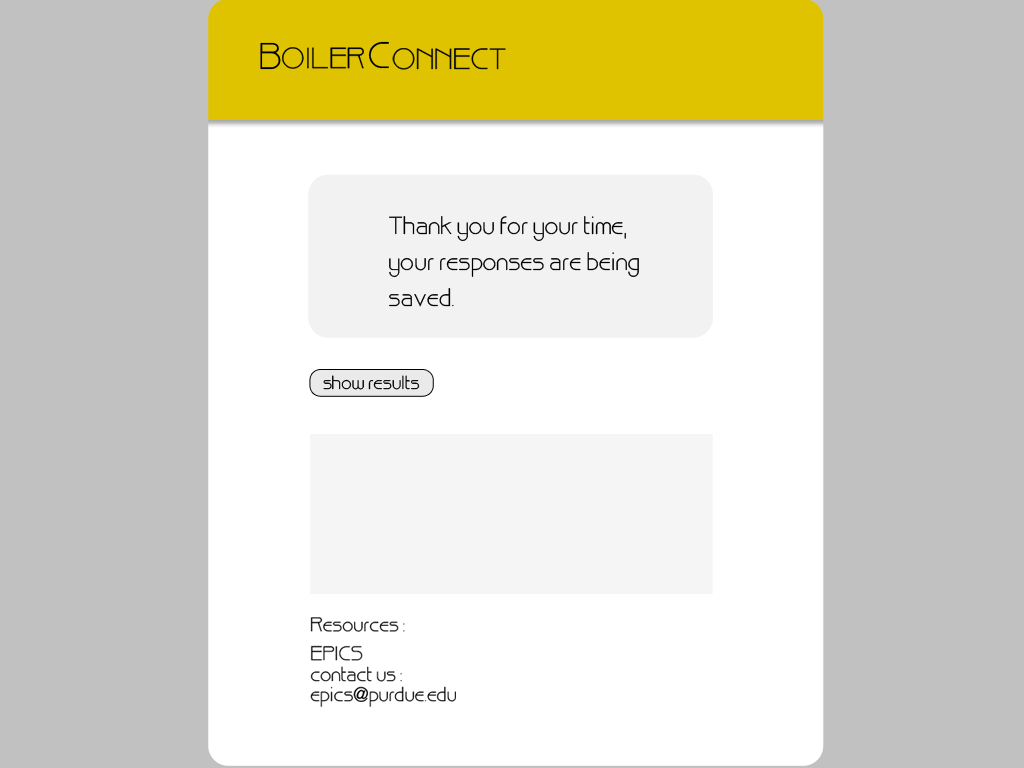 BOILERCONNECT
Thank you for your time,
your responses are being
saved.
show results
Resources :
EPICS
contact us :
epics@purdue.edu